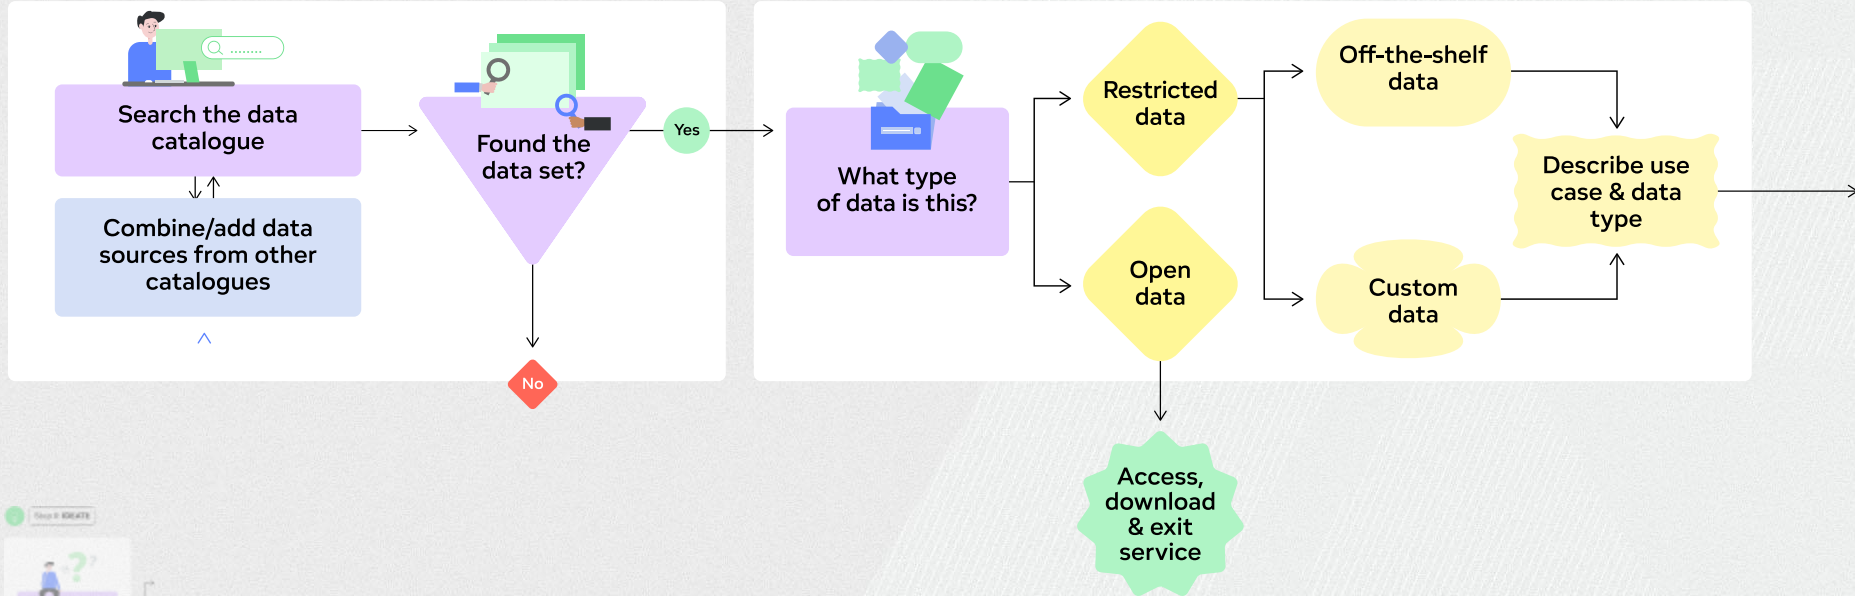 Search the data
catalogue
Combine/add data
sources from other
catalogues
Found the
data set?
Yes
No
What type
of data is this?
Restricted
data
Open
data
Off-the-shelf
data
Custom
data
Describe use
case & data
type
Access,
download
& exit
service